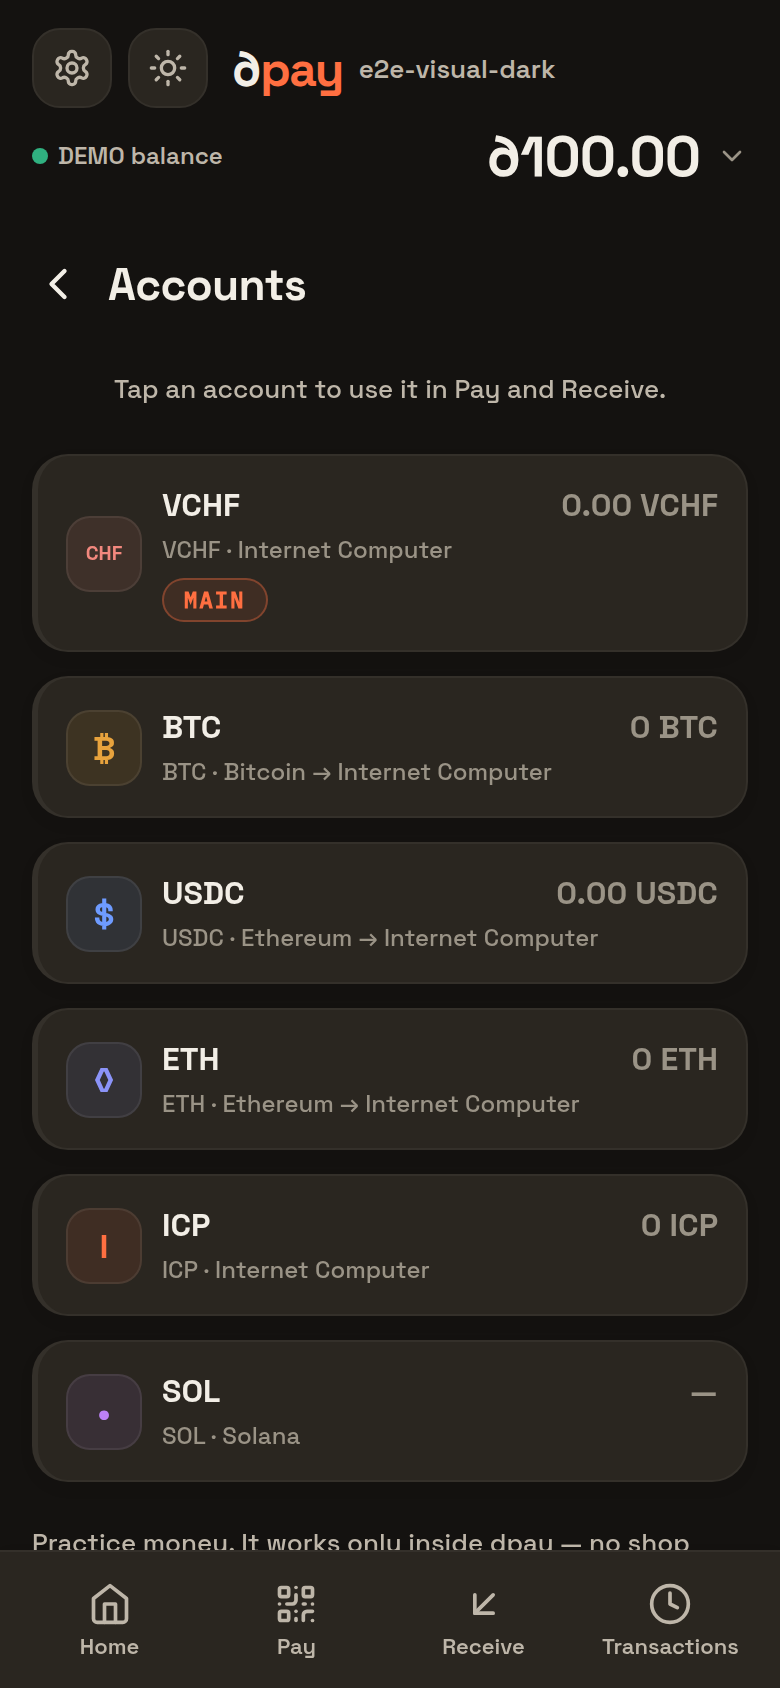 ∂pay e2e-visual-dark
DEMO balance ∂100.00
Accounts
Tap an account to use it in Pay and Receive.
VCHF 0.00 VCHF
CHF
VCHF · Internet Computer
MAIN
BTC 0 BTC
₿
BTC · Bitcoin → Internet Computer
USDC 0.00 USDC
$
USDC · Ethereum → Internet Computer
ETH 0 ETH
◊
ETH · Ethereum → Internet Computer
ICP 0 ICP
I
ICP · Internet Computer
SOL —
SOL · Solana
Practice money. It works only inside dpay — no shop
Home Pay Receive Transactions